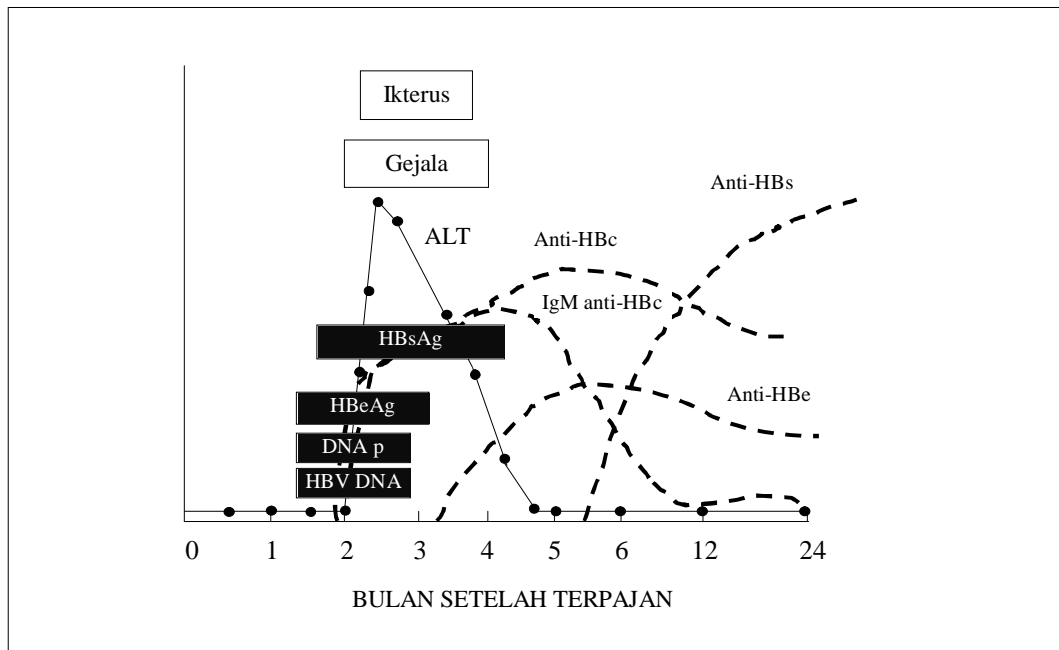 Ikterus
Gejala
Anti-HBs
ALT
Anti-HBc
IgM anti-HBc
HBsAg
HBeAg
Anti-HBe
DNA p
HBV DNA
0 1 2 3 4 5 6 12 24
BULAN SETELAH TERPAJAN